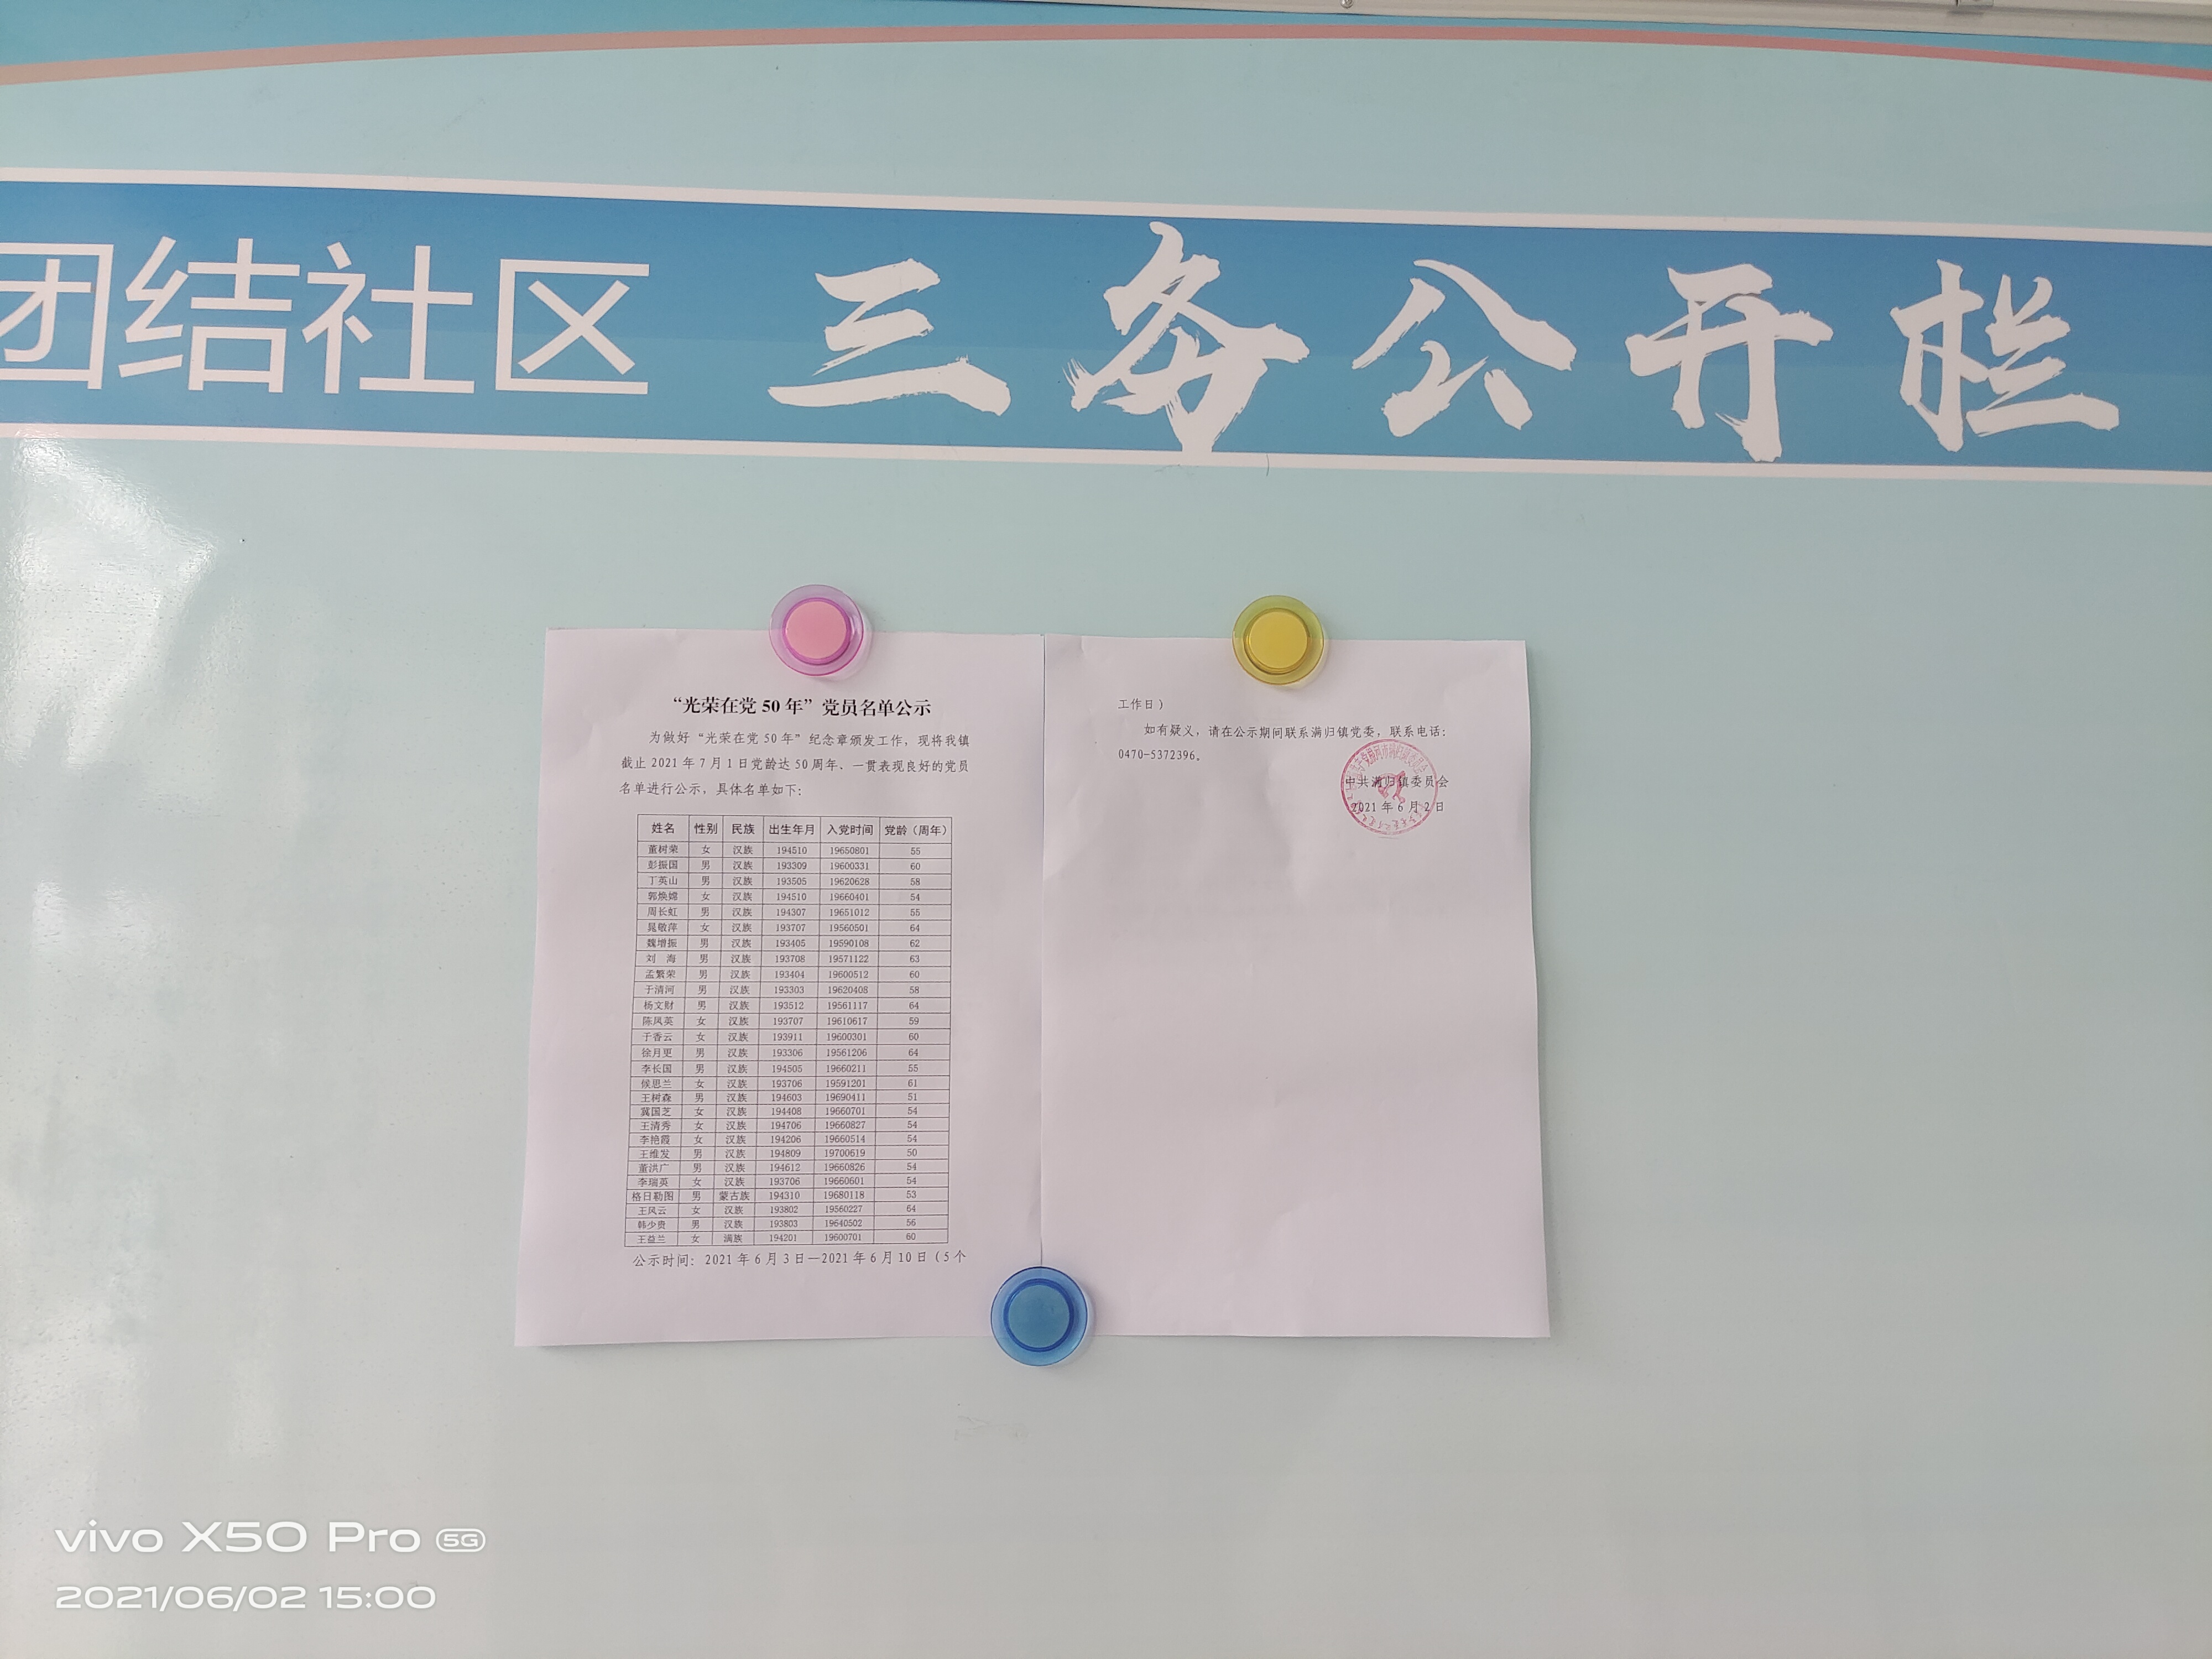 团结社区 三务公开栏
“光荣在党 50 年”党员名单公示
为做好“光荣在党 50 年”纪念章颁发工作，现将我镇
截止 2021 年 7 月 1 日党龄达 50 周年、一贯表现良好的党员
名单进行公示，具体名单如下：
姓名 性别 民族 出生年月 入党时间 党龄（周年）
董树荣 女 汉族 194510 19650801 55
彭振国 男 汉族 193309 19600331 60
丁英山 男 汉族 193505 19620628 58
郭焕嫦 女 汉族 194510 19660401 54
周长虹 男 汉族 194307 19651012 55
晁敬萍 女 汉族 193707 19560501 64
魏增振 男 汉族 193405 19590108 62
刘 海 男 汉族 193708 19571122 63
孟繁荣 男 汉族 193404 19600512 60
于清河 男 汉族 193303 19620408 58
杨文财 男 汉族 193512 19561117 64
陈凤英 女 汉族 193707 19610617 59
于香云 女 汉族 193911 19600301 60
徐月更 男 汉族 193306 19561206 64
李长国 男 汉族 194505 19660211 55
候思兰 女 汉族 193706 19591201 61
王树森 男 汉族 194603 19690411 51
冀国芝 女 汉族 194408 19660701 54
王清秀 女 汉族 194706 19660827 54
李艳霞 女 汉族 194206 19660514 54
王维发 男 汉族 194809 19700619 50
董洪广 男 汉族 194612 19660826 54
李瑞英 女 汉族 193706 19660601 54
格日勒图 男 蒙古族 194310 19680118 53
王凤云 女 汉族 193802 19560227 64
韩少贵 男 汉族 193803 19640502 56
王益兰 女 满族 194201 19600701 60
公示时间：2021 年 6 月 3 日—2021 年 6 月 10 日（5 个
工作日）
如有疑义，请在公示期间联系满归镇党委，联系电话：
0470-5372396。
中共满归镇委员会
2021 年 6 月 2 日
vivo X50 Pro 5G
2021/06/02 15:00